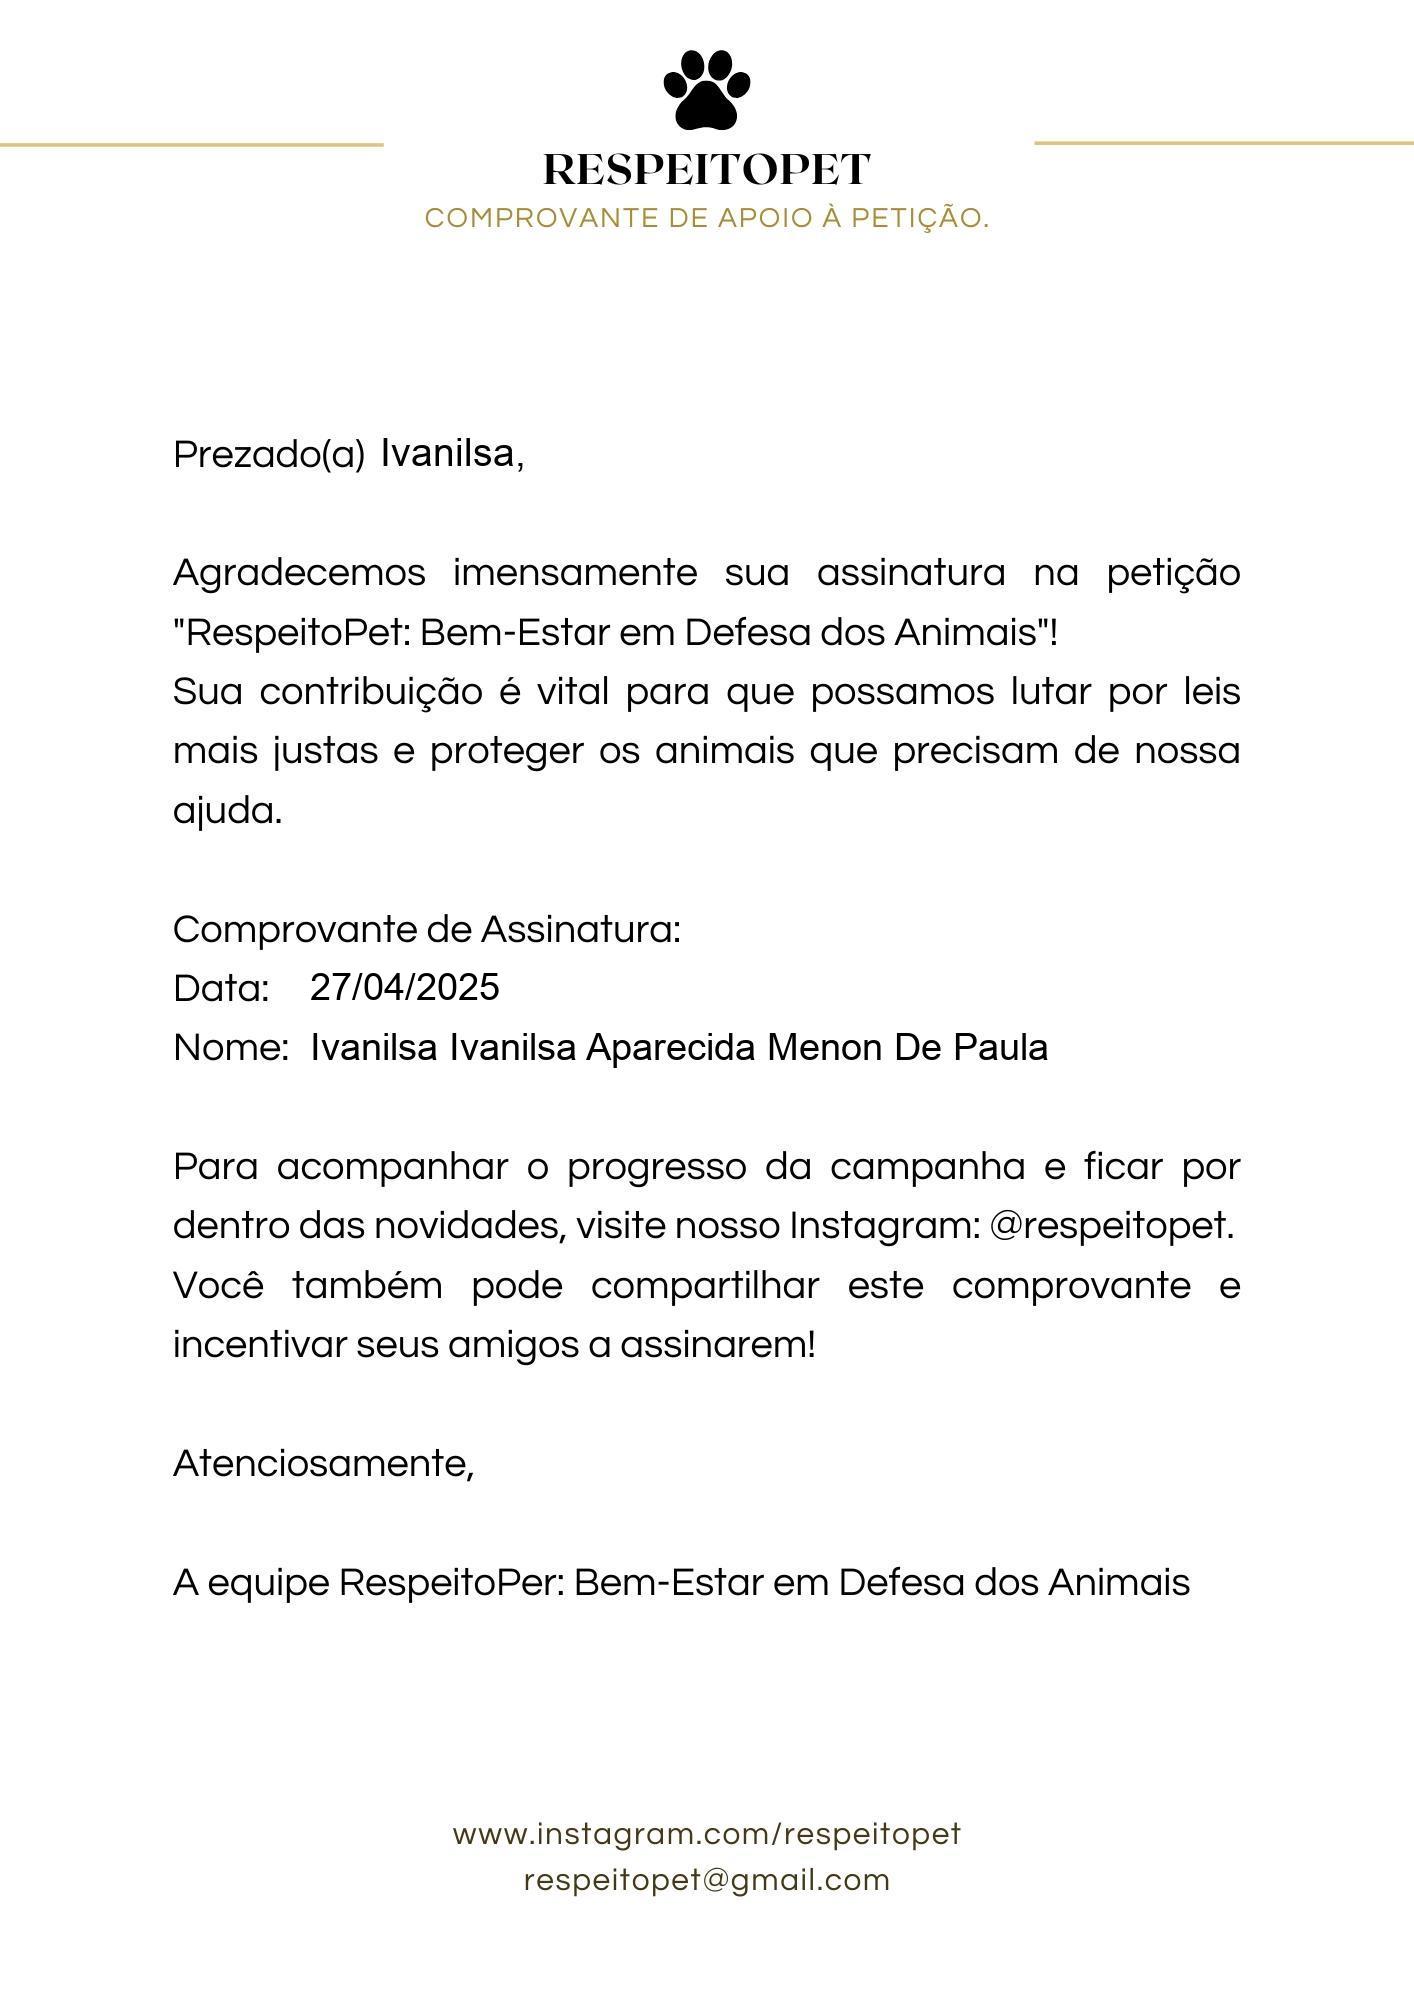 RESPEITOPET
COMPROVANTE DE APOIO À PETIÇÃO.
Prezado(a) Ivanilsa,
Agradecemos imensamente sua assinatura na petição
"RespeitoPet: Bem-Estar em Defesa dos Animais"!
Sua contribuição é vital para que possamos lutar por leis
mais justas e proteger os animais que precisam de nossa
ajuda.
Comprovante de Assinatura:
Data: 27/04/2025
Nome: Ivanilsa Ivanilsa Aparecida Menon De Paula
Para acompanhar o progresso da campanha e ficar por
dentro das novidades, visite nosso Instagram: @respeitopet.
Você também pode compartilhar este comprovante e
incentivar seus amigos a assinarem!
Atenciosamente,
A equipe RespeitoPer: Bem-Estar em Defesa dos Animais
www.instagram.com/respeitopet
respeitopet@gmail.com